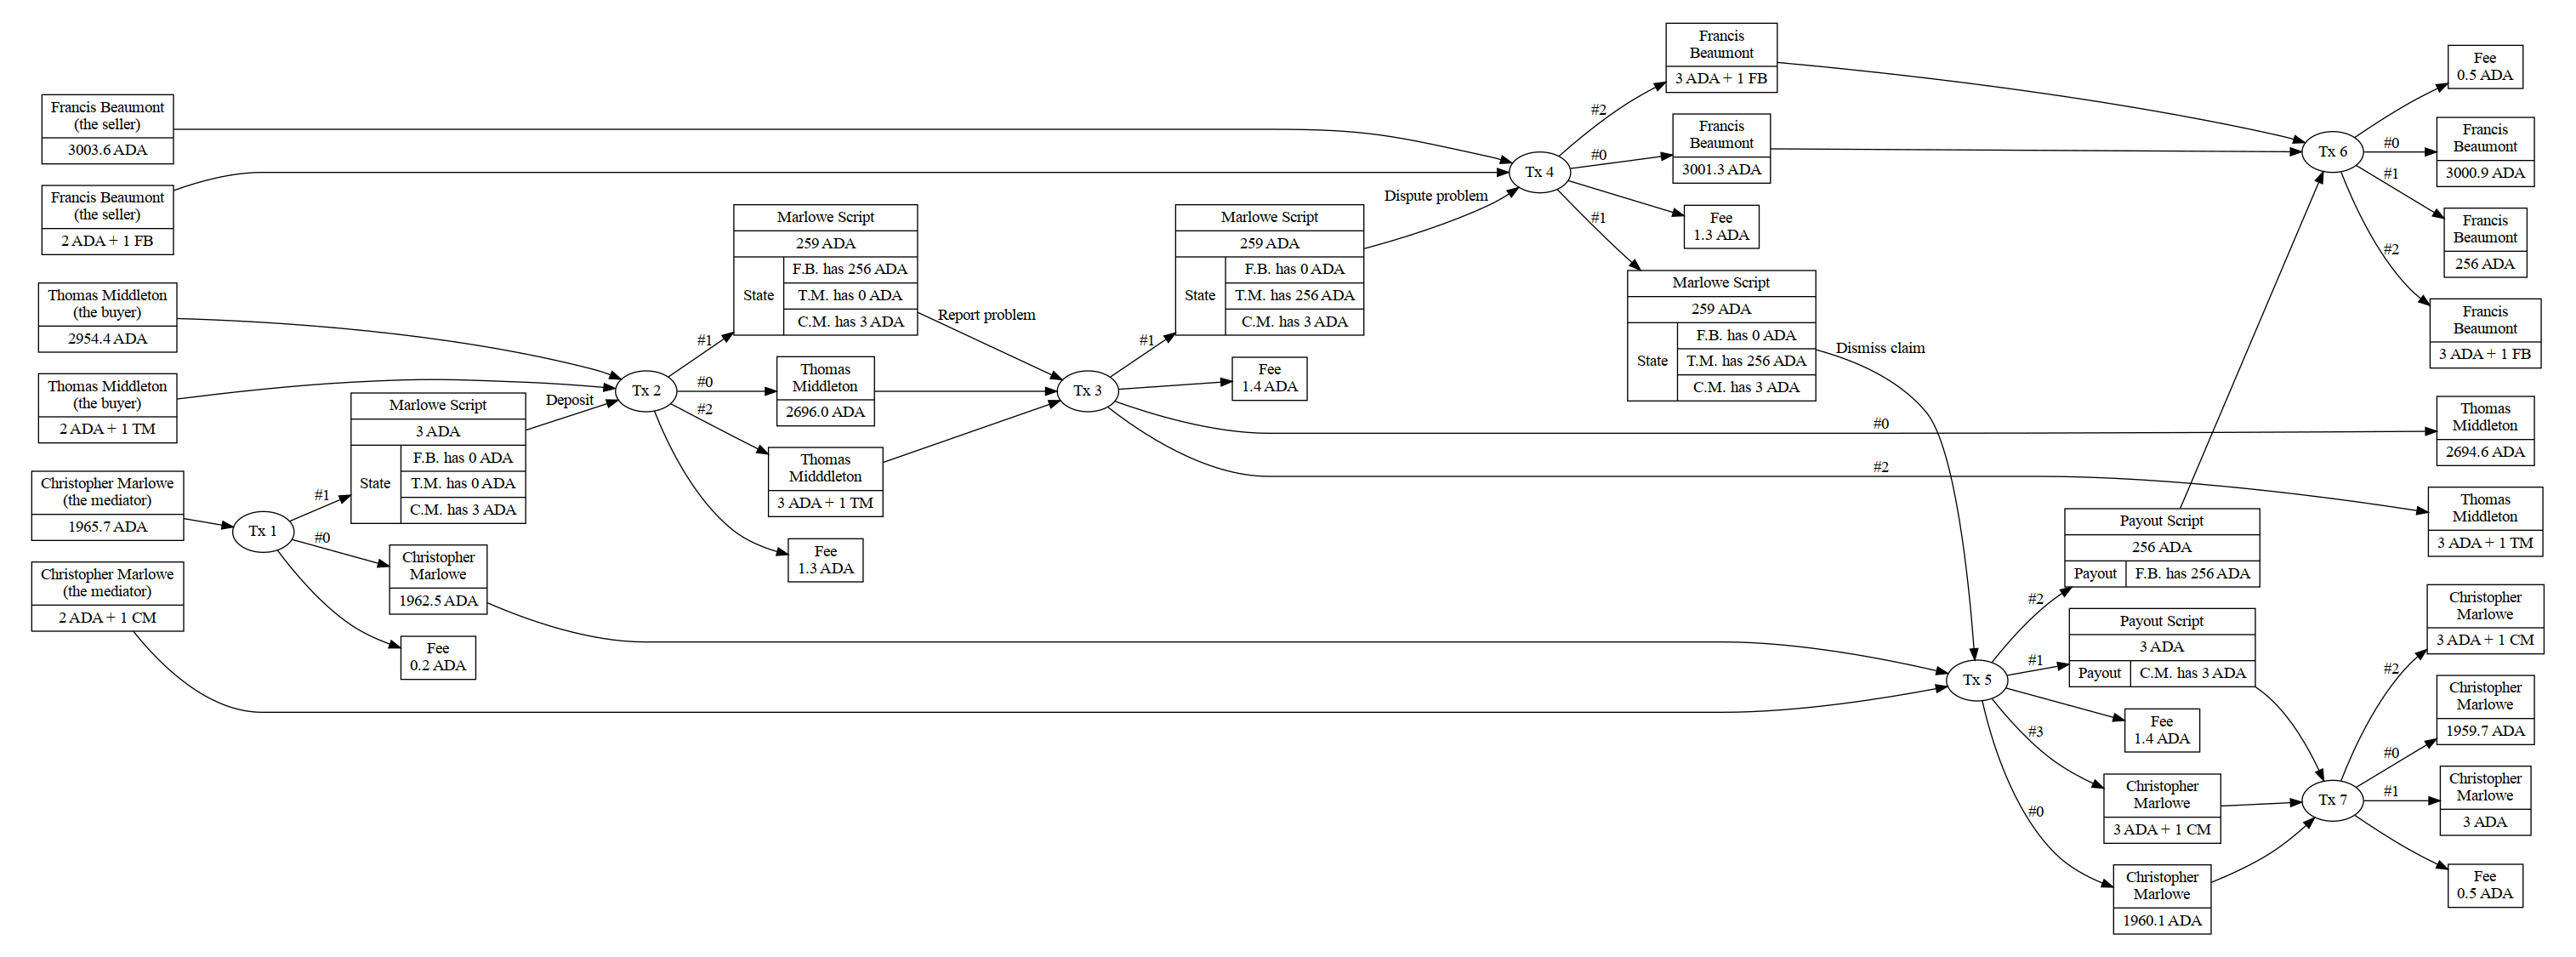 Francis Beaumont
(the seller)
3003.6 ADA
Francis Beaumont
(the seller)
2 ADA + 1 FB
Thomas Middleton
(the buyer)
2954.4 ADA
Thomas Middleton
(the buyer)
2 ADA + 1 TM
Christopher Marlowe
(the mediator)
1965.7 ADA
Christopher Marlowe
(the mediator)
2 ADA + 1 CM
Tx 1
#1
#0
Marlowe Script
3 ADA
State
F.B. has 0 ADA
T.M. has 0 ADA
C.M. has 3 ADA
Christopher
Marlowe
1962.5 ADA
Fee
0.2 ADA
Deposit
Tx 2
#1
#0
#2
Marlowe Script
259 ADA
State
F.B. has 256 ADA
T.M. has 0 ADA
C.M. has 3 ADA
Thomas
Middleton
2696.0 ADA
Thomas
Midddleton
3 ADA + 1 TM
Fee
1.3 ADA
Report problem
Tx 3
#1
#0
#2
Marlowe Script
259 ADA
State
F.B. has 0 ADA
T.M. has 256 ADA
C.M. has 3 ADA
Fee
1.4 ADA
Dispute problem
Tx 4
#2
#0
#1
Francis
Beaumont
3 ADA + 1 FB
Francis
Beaumont
3001.3 ADA
Fee
1.3 ADA
Marlowe Script
259 ADA
State
F.B. has 0 ADA
T.M. has 256 ADA
C.M. has 3 ADA
Dismiss claim
Tx 5
#2
#1
#3
#0
Payout Script
256 ADA
Payout
F.B. has 256 ADA
Payout Script
3 ADA
Payout
C.M. has 3 ADA
Fee
1.4 ADA
Christopher
Marlowe
3 ADA + 1 CM
Christopher
Marlowe
1960.1 ADA
Tx 6
#0
#1
#2
Fee
0.5 ADA
Francis
Beaumont
3000.9 ADA
Francis
Beaumont
256 ADA
Francis
Beaumont
3 ADA + 1 FB
Thomas
Middleton
2694.6 ADA
Thomas
Middleton
3 ADA + 1 TM
Tx 7
#2
#0
#1
Christopher
Marlowe
3 ADA + 1 CM
Christopher
Marlowe
1959.7 ADA
Christopher
Marlowe
3 ADA
Fee
0.5 ADA